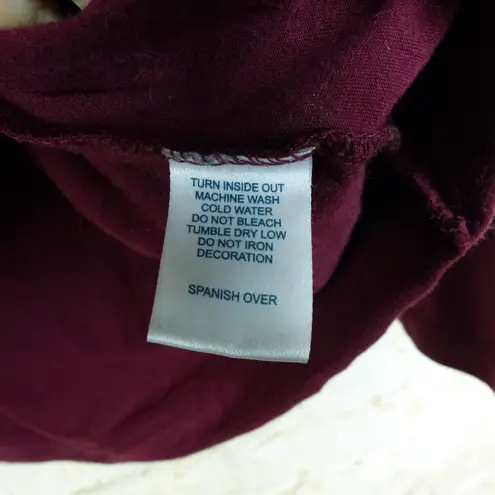 TURN INSIDE OUT
MACHINE WASH
COLD WATER
DO NOT BLEACH
TUMBLE DRY LOW
DO NOT IRON
DECORATION
SPANISH OVER